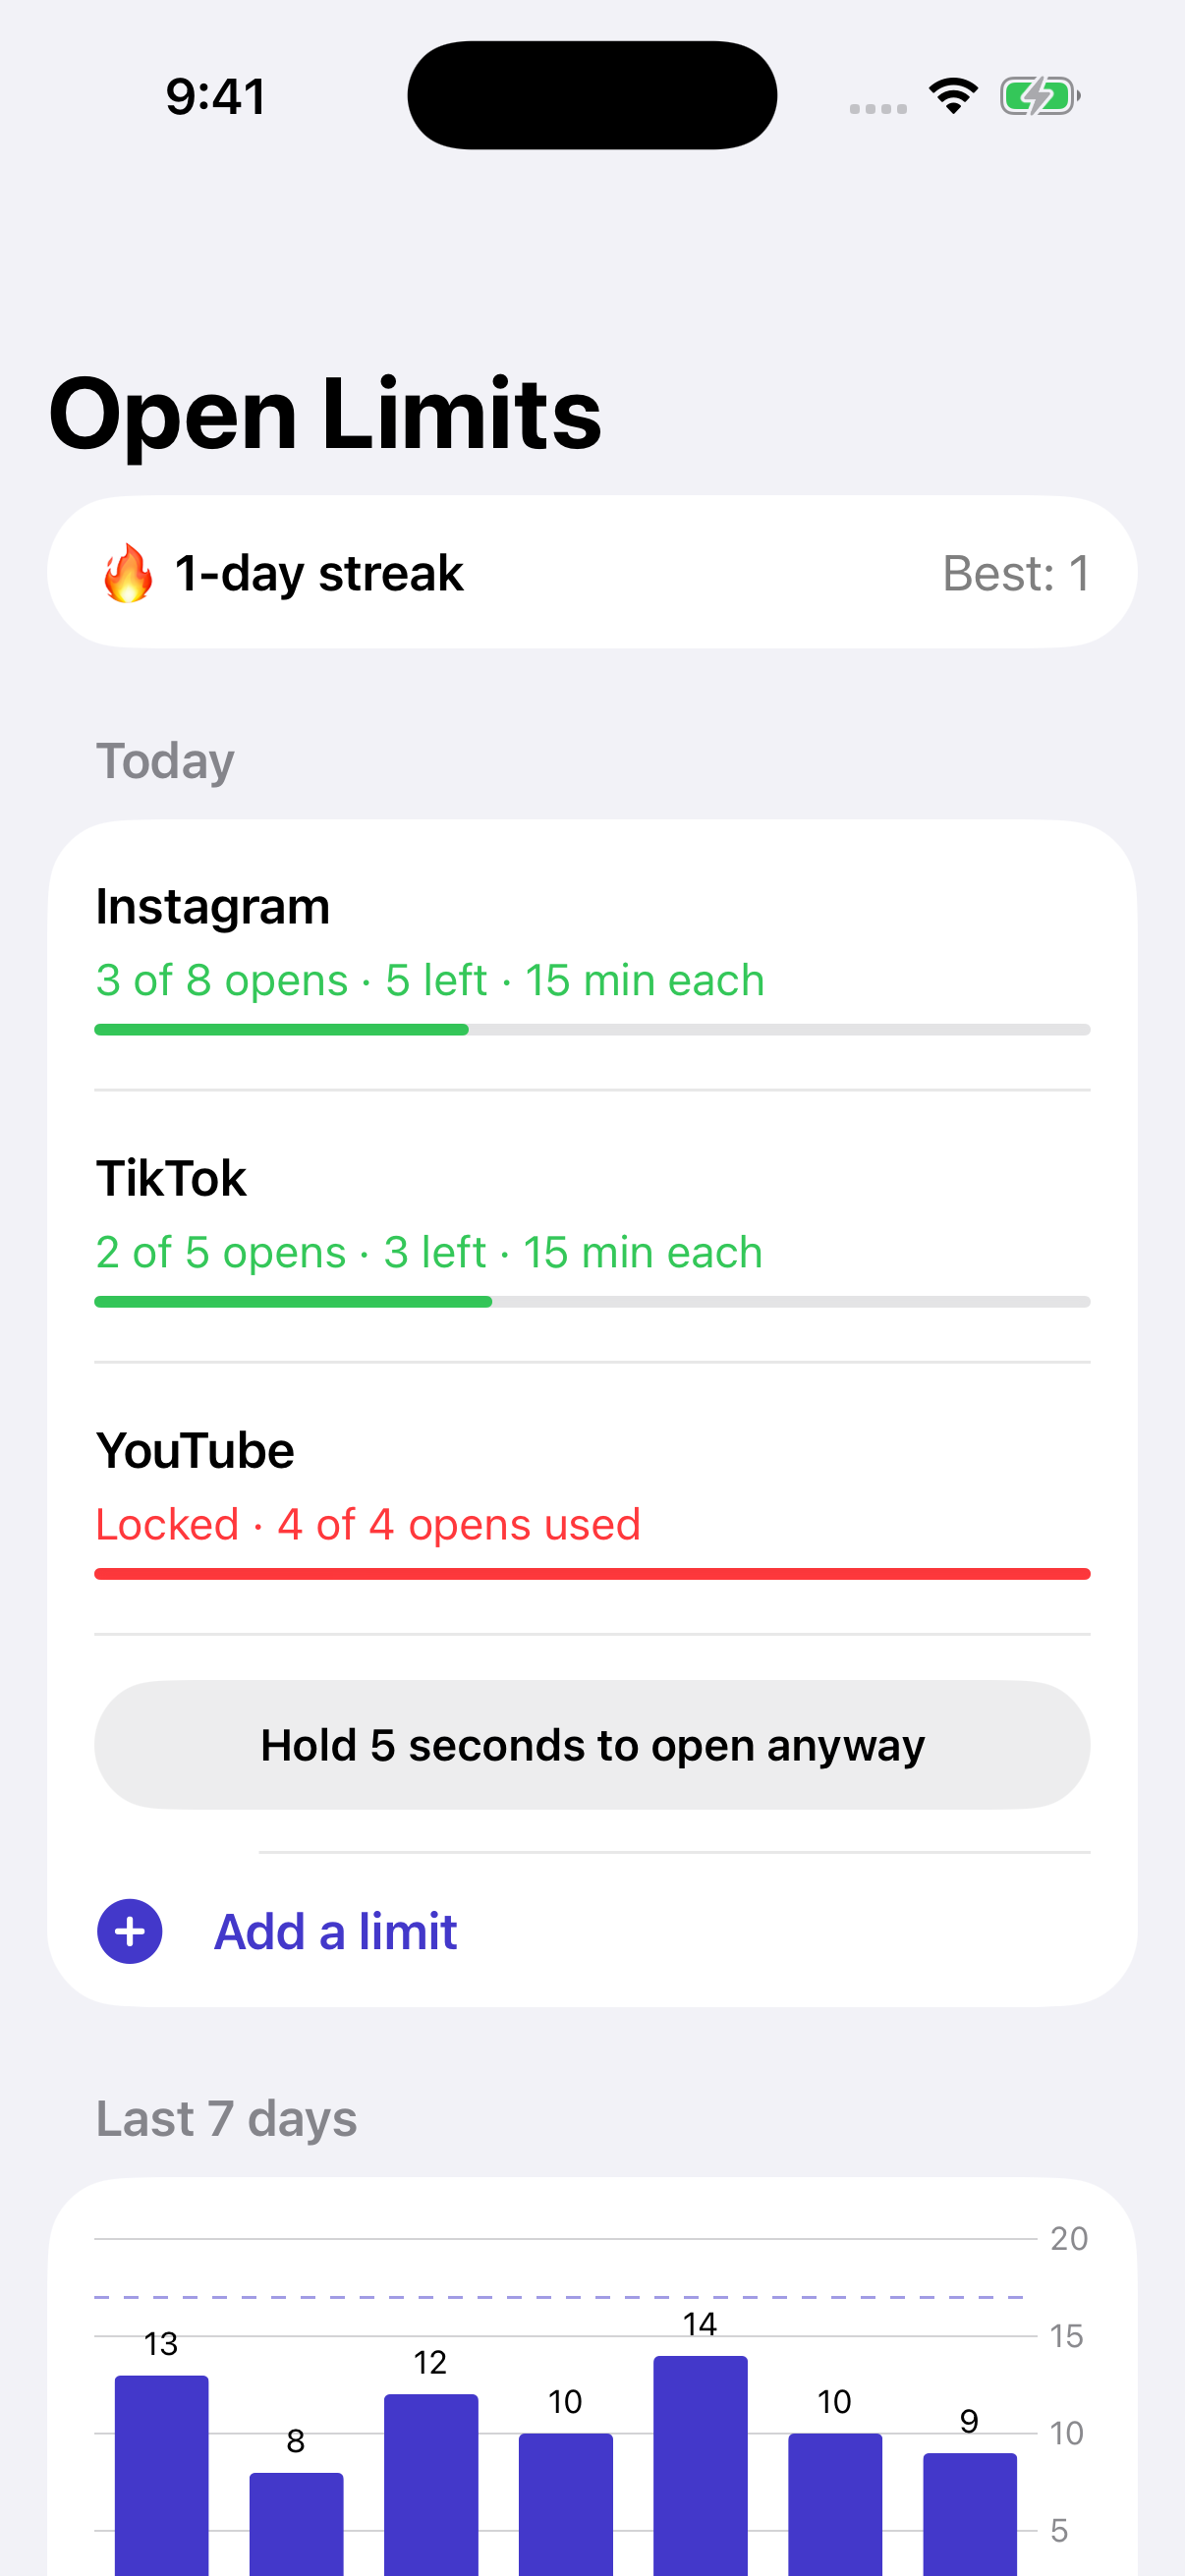 9:41
Open Limits
🔥 1-day streak
Best: 1
Today
Instagram
3 of 8 opens · 5 left · 15 min each
TikTok
2 of 5 opens · 3 left · 15 min each
YouTube
Locked · 4 of 4 opens used
Hold 5 seconds to open anyway
Add a limit
Last 7 days
20
15
10
5
13
8
12
10
14
10
9